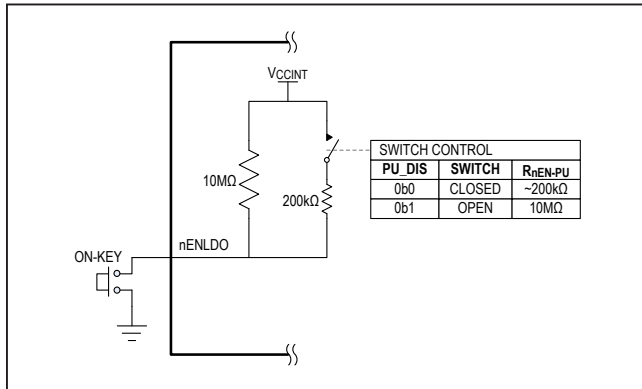 VCCINT
SWITCH CONTROL
PU_DIS SWITCH RnEN-PU
0b0 CLOSED ~200kΩ
0b1 OPEN 10MΩ
10MΩ
200kΩ
nENLDO
ON-KEY